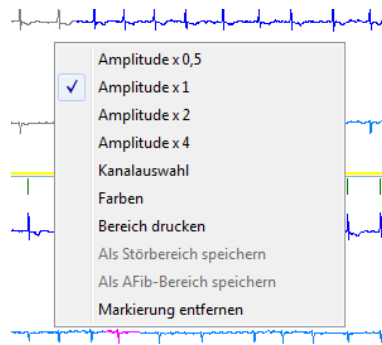 Amplitude x 0,5
Amplitude x 1
Amplitude x 2
Amplitude x 4
Kanalauswahl
Farben
Bereich drucken
Als Störbereich speichern
Als AFib-Bereich speichern
Markierung entfernen